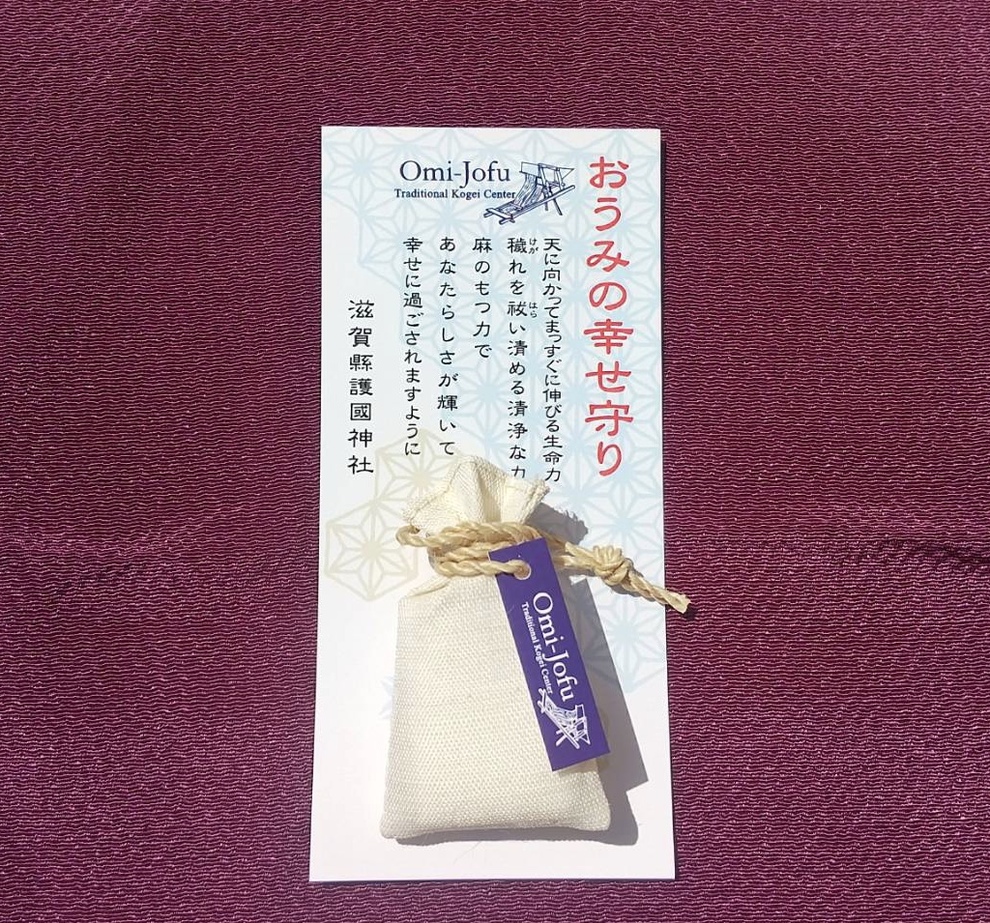 おうみの幸せ守り
Omi-Jofu
Traditional Kogei Center
天に向かってまっすぐに伸びる生命力
穢れを祓い清める清浄な力
けが
はら
麻のもつ力で
あなたらしさが輝いて
幸せに過ごされますように
滋賀縣護國神社
Omi-Jofu
Traditional Kogei Center